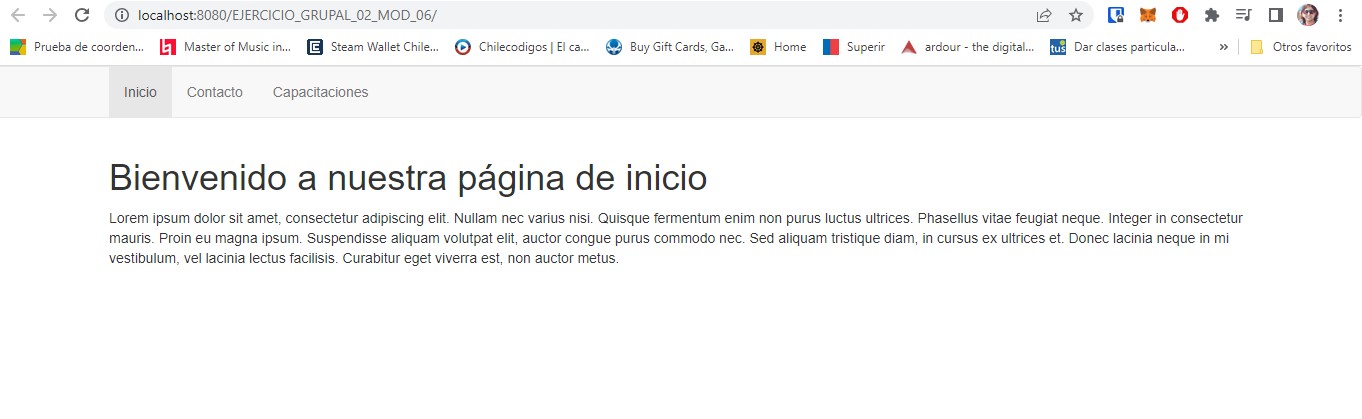 localhost:8080/EJERCICIO_GRUPAL_02_MOD_06/
Prueba de coorden... Master of Music in... Steam Wallet Chile... Chilecodigos | El ca... Buy Gift Cards, Ga... Home Superir ardour - the digital... tus Dar clases particula... » Otros favoritos
Inicio Contacto Capacitaciones
Bienvenido a nuestra página de inicio
Lorem ipsum dolor sit amet, consectetur adipiscing elit. Nullam nec varius nisi. Quisque fermentum enim non purus luctus ultrices. Phasellus vitae feugiat neque. Integer in consectetur
mauris. Proin eu magna ipsum. Suspendisse aliquam volutpat elit, auctor congue purus commodo nec. Sed aliquam tristique diam, in cursus ex ultrices et. Donec lacinia neque in mi
vestibulum, vel lacinia lectus facilisis. Curabitur eget viverra est, non auctor metus.